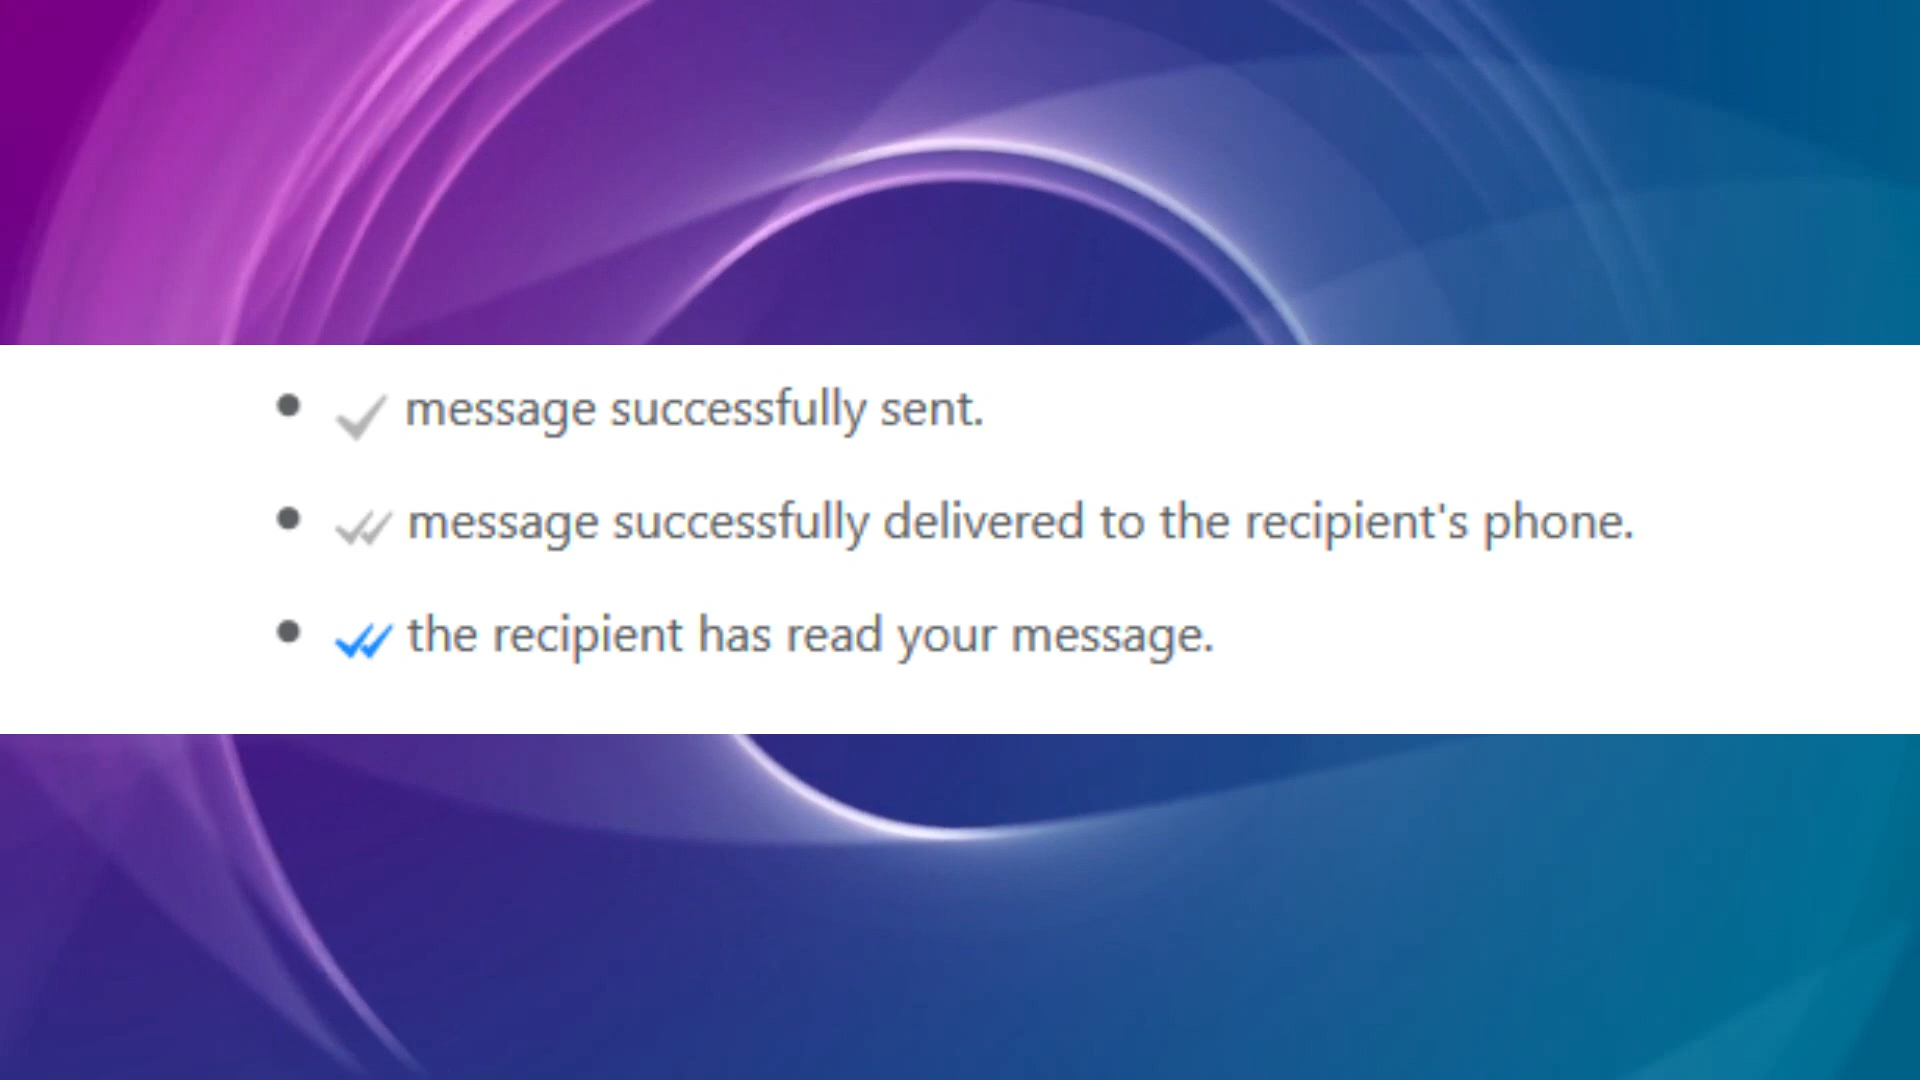 message successfully sent.
message successfully delivered to the recipient's phone.
the recipient has read your message.